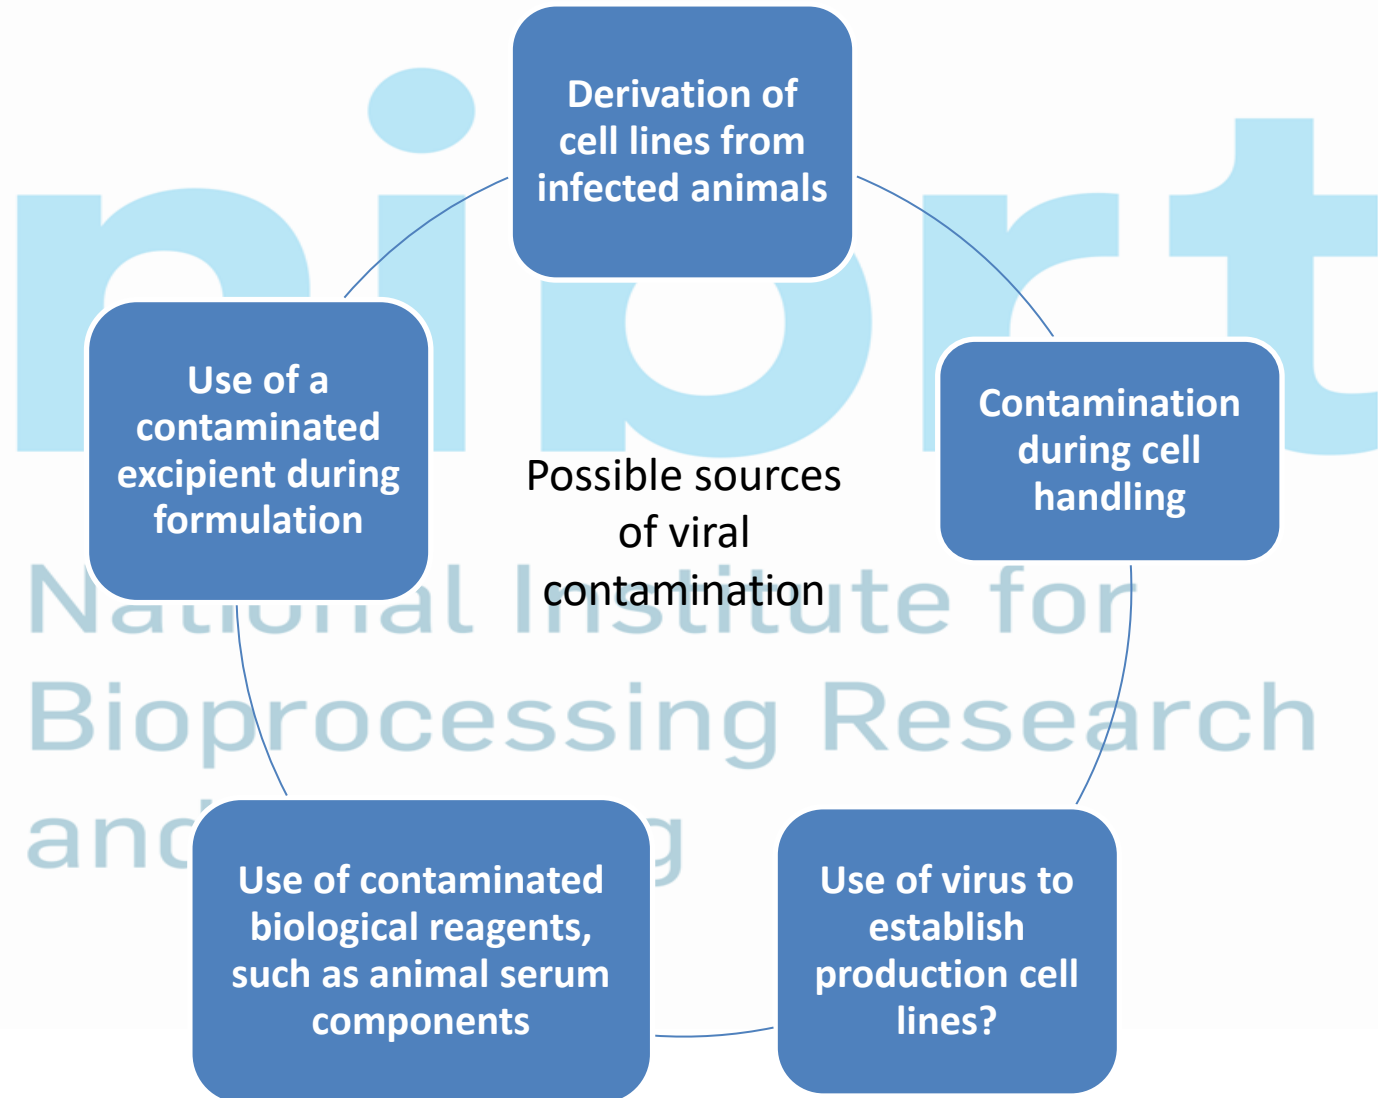 Derivation of
cell lines from
infected animals
Contamination
during cell
handling
Use of virus to
establish
production cell
lines?
Use of contaminated
biological reagents,
such as animal serum
components
Use of a
contaminated
excipient during
formulation
Possible sources
of viral
contamination
National Institute for
Bioprocessing Research
and